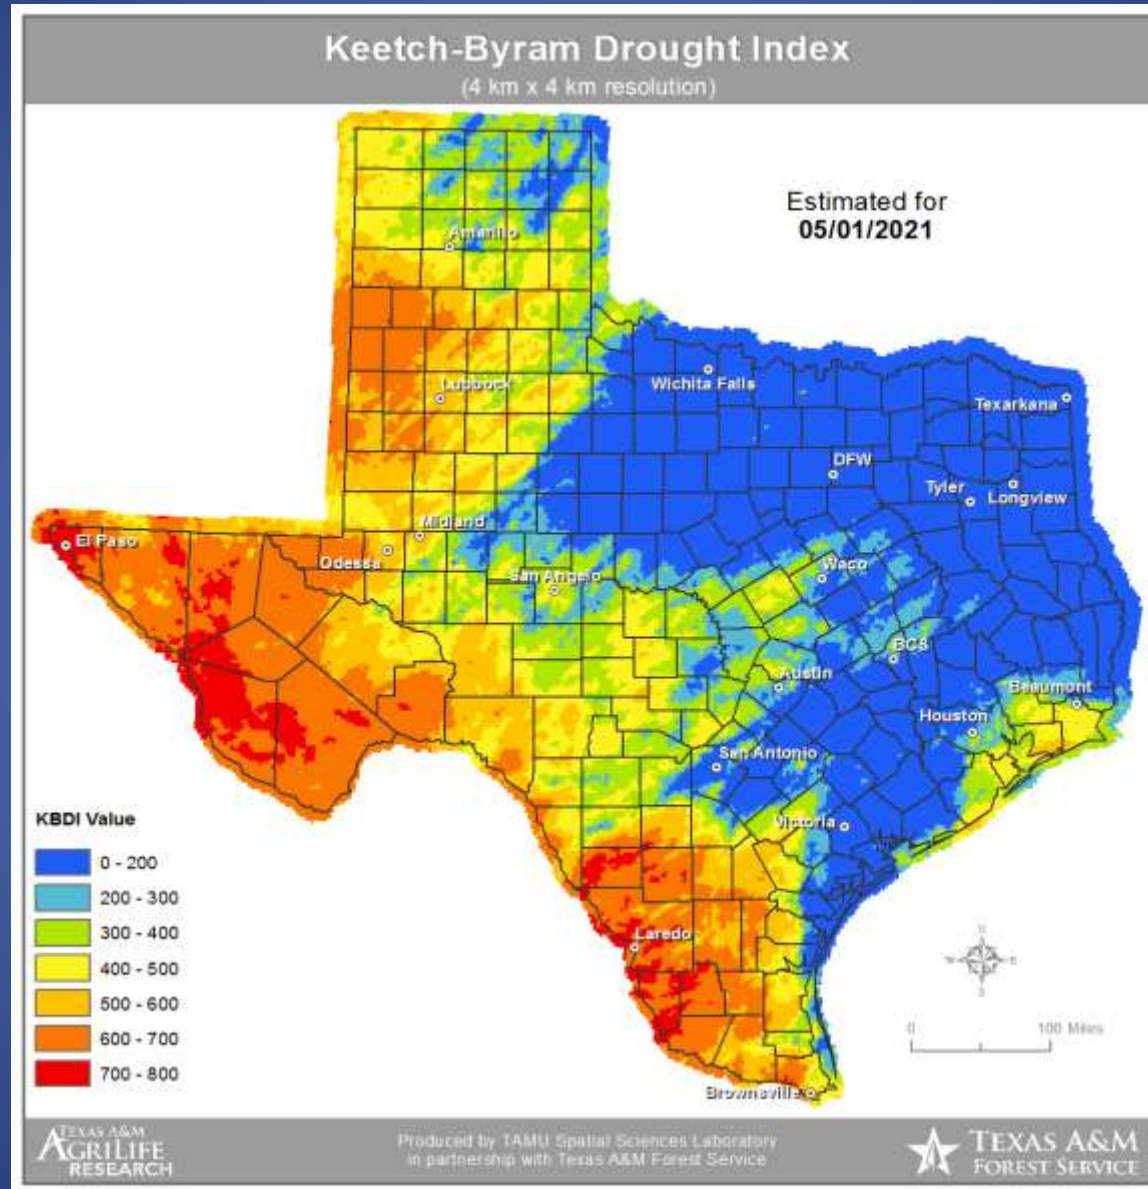 Keetch-Byram Drought Index
(4 km x 4 km resolution)
Estimated for
05/01/2021
Amarillo
Lubbock
Wichita Falls
Texarkana
DFW
Tyler
Longview
Midland
El Paso
Odessa
San Angelo
Waco
BCS
Austin
Beaumont
Houston
San Antonio
Victoria
Laredo
Brownsville
KBDI Value
0 - 200
200 - 300
300 - 400
400 - 500
500 - 600
600 - 700
700 - 800
N
W
E
S
0
100 Miles
TEXAS A&M
AGRILIFE
RESEARCH
Produced by TAMU Spatial Sciences Laboratory
in partnership with Texas A&M Forest Service
TEXAS A&M
FOREST SERVICE